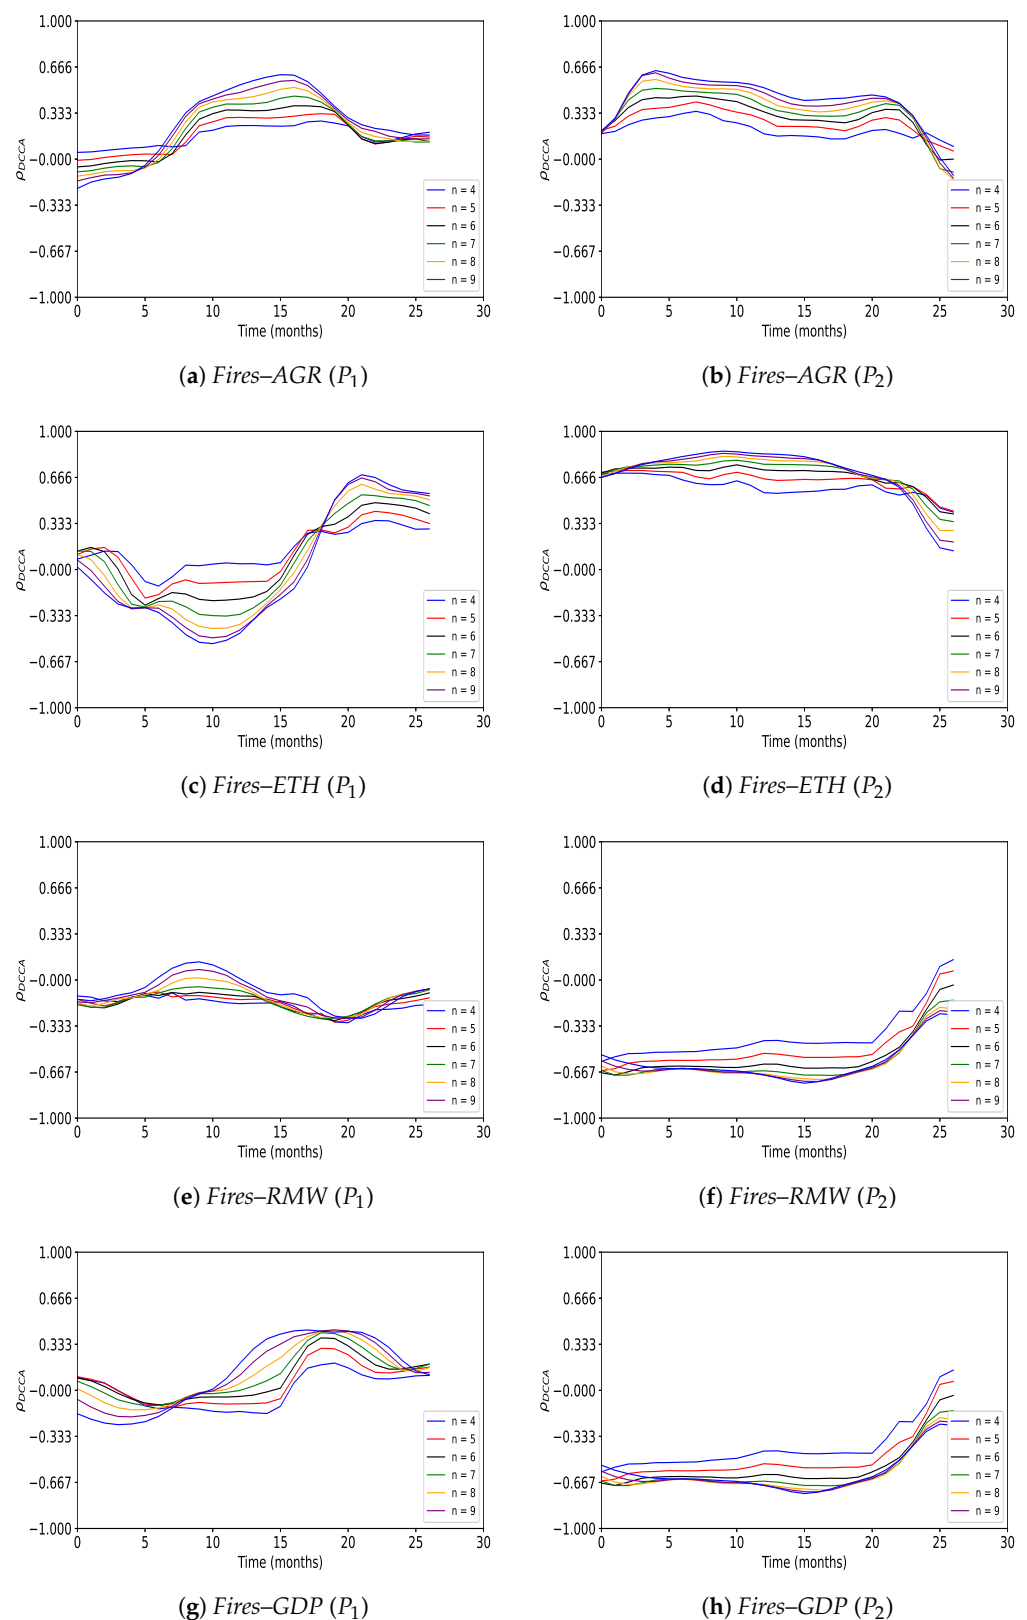 1.000
0.666
0.333
−0.000
−0.333
−0.667
−1.000
ρDCCA
n = 4
n = 5
n = 6
n = 7
n = 8
n = 9
0 5 10 15 20 25 30
Time (months)
(a) Fires–AGR (P1)
1.000
0.666
0.333
−0.000
−0.333
−0.667
−1.000
ρDCCA
n = 4
n = 5
n = 6
n = 7
n = 8
n = 9
0 5 10 15 20 25 30
Time (months)
(b) Fires–AGR (P2)
1.000
0.666
0.333
−0.000
−0.333
−0.667
−1.000
ρDCCA
n = 4
n = 5
n = 6
n = 7
n = 8
n = 9
0 5 10 15 20 25 30
Time (months)
(c) Fires–ETH (P1)
1.000
0.666
0.333
−0.000
−0.333
−0.667
−1.000
ρDCCA
n = 4
n = 5
n = 6
n = 7
n = 8
n = 9
0 5 10 15 20 25 30
Time (months)
(d) Fires–ETH (P2)
1.000
0.666
0.333
−0.000
−0.333
−0.667
−1.000
ρDCCA
n = 4
n = 5
n = 6
n = 7
n = 8
n = 9
0 5 10 15 20 25 30
Time (months)
(e) Fires–RMW (P1)
1.000
0.666
0.333
−0.000
−0.333
−0.667
−1.000
ρDCCA
n = 4
n = 5
n = 6
n = 7
n = 8
n = 9
0 5 10 15 20 25 30
Time (months)
(f) Fires–RMW (P2)
1.000
0.666
0.333
−0.000
−0.333
−0.667
−1.000
ρDCCA
n = 4
n = 5
n = 6
n = 7
n = 8
n = 9
0 5 10 15 20 25 30
Time (months)
(g) Fires–GDP (P1)
1.000
0.666
0.333
−0.000
−0.333
−0.667
−1.000
ρDCCA
n = 4
n = 5
n = 6
n = 7
n = 8
n = 9
0 5 10 15 20 25 30
Time (months)
(h) Fires–GDP (P2)